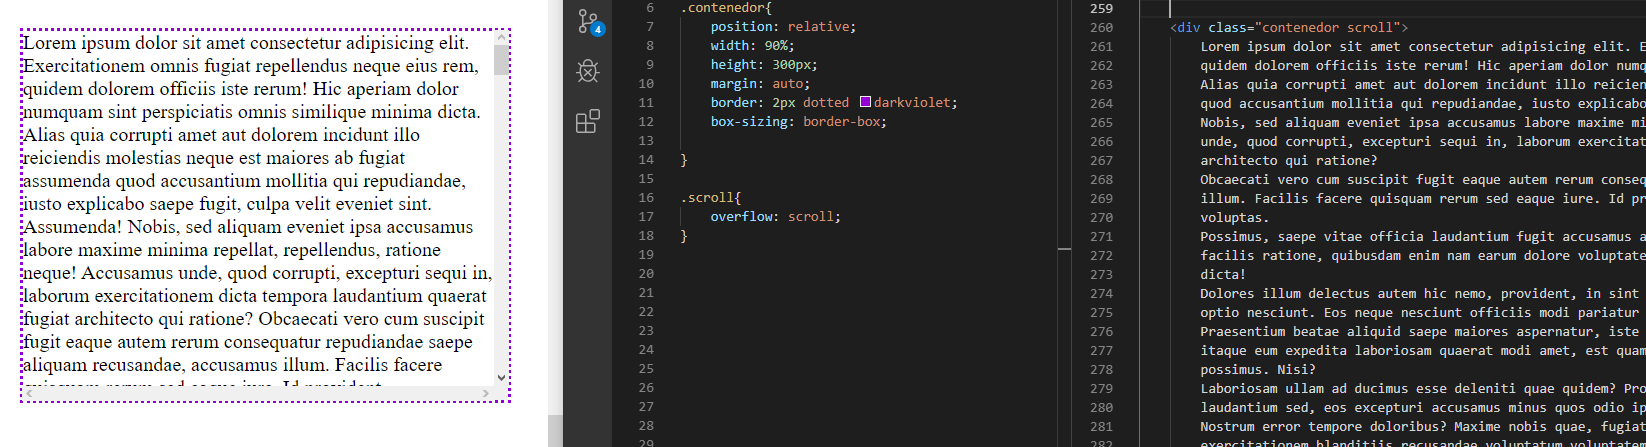 Lorem ipsum dolor sit amet consectetur adipisicing elit.
Exercitationem omnis fugiat repellendus neque eius rem,
quidem dolorem officiis iste rerum! Hic aperiam dolor
numquam sint perspiciatis omnis similique minima dicta.
Alias quia corrupti amet aut dolorem incidunt illo
reiciendis molestias neque est maiores ab fugiat
assumenda quod accusantium mollitia qui repudiandae,
iusto explicabo saepe fugit, culpa velit eveniet sint.
Assumenda! Nobis, sed aliquam eveniet ipsa accusamus
labore maxime minima repellat, repellendus, ratione
neque! Accusamus unde, quod corrupti, excepturi sequi in,
laborum exercitationem dicta tempora laudantium quaerat
fugiat architecto qui ratione? Obcaecati vero cum suscipit
fugit eaque autem rerum consequatur repudiandae saepe
aliquam recusandae, accusamus illum. Facilis facere
4
6 .contenedor{
7 position: relative;
8 width: 90%;
9 height: 300px;
10 margin: auto;
11 border: 2px dotted darkviolet;
12 box-sizing: border-box;
13
14 }
15
16 .scroll{
17 overflow: scroll;
18 }
19
20
21
22
23
24
25
26
27
28
29
259
260 <div class="contenedor scroll">
261 Lorem ipsum dolor sit amet consectetur adipisicing elit. E
262 quidem dolorem officiis iste rerum! Hic aperiam dolor numq
263 Alias quia corrupti amet aut dolorem incidunt illo reicien
264 quod accusantium mollitia qui repudiandae, iusto explicabo
265 Nobis, sed aliquam eveniet ipsa accusamus labore maxime mi
266 unde, quod corrupti, excepturi sequi in, laborum exercitat
267 architecto qui ratione?
268 Obcaecati vero cum suscipit fugit eaque autem rerum conseq
269 illum. Facilis facere quisquam rerum sed eaque iure. Id pr
270 voluptas.
271 Possimus, saepe vitae officia laudantium fugit accusamus a
272 facilis ratione, quibusdam enim nam earum dolore voluptate
273 dicta!
274 Dolores illum delectus autem hic nemo, provident, in sint
275 optio nesciunt. Eos neque nesciunt officiis modi pariatur
276 Praesentium beatae aliquid saepe maiores aspernatur, iste
277 itaque eum expedita laboriosam quaerat modi amet, est quam
278 possimus. Nisi?
279 Laboriosam ullam ad ducimus esse deleniti quae quidem? Pro
280 laudantium sed, eos excepturi accusamus minus quos odio ip
281 Nostrum error tempore doloribus? Maxime nobis quae, fugiat
282 exercitationem blanditiis recusandae voluptatum voluptatem